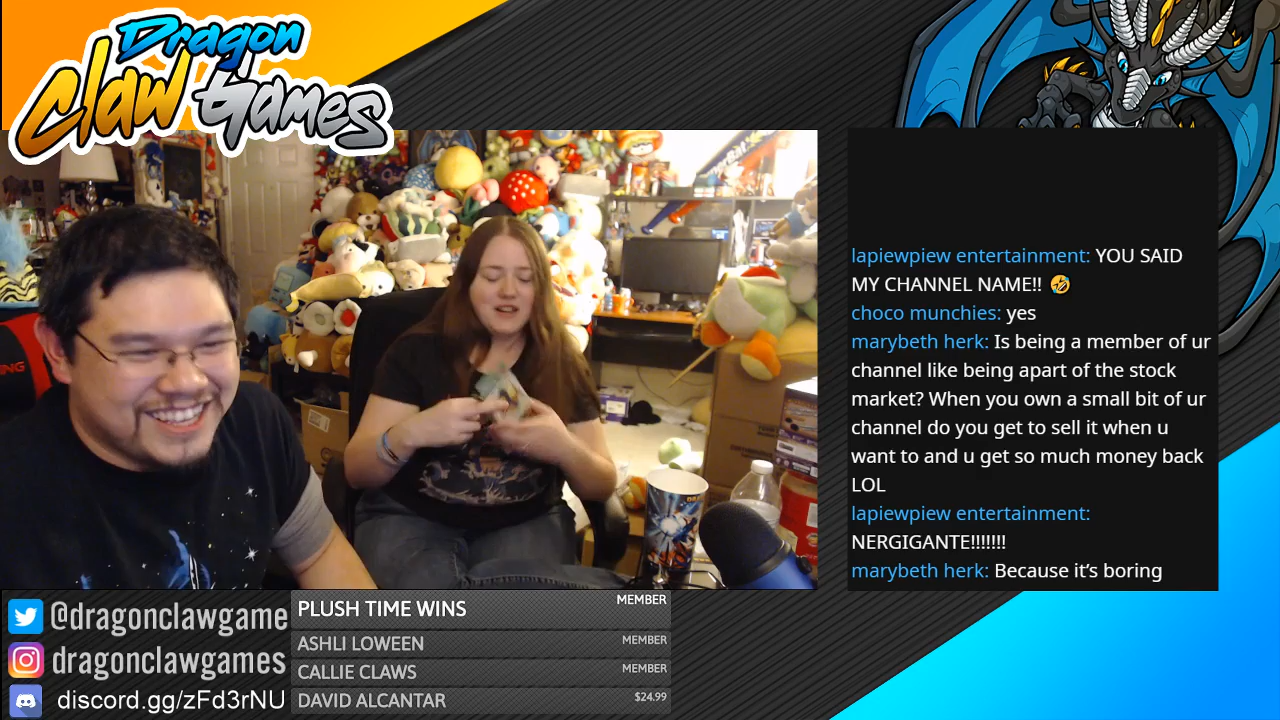 Dragon
Claw Games
lapiewpiew entertainment: YOU SAID
MY CHANNEL NAME!! 🤣
choco munchies: yes
marybeth herk: Is being a member of ur
channel like being apart of the stock
market? When you own a small bit of ur
channel do you get to sell it when u
want to and u get so much money back
LOL
lapiewpiew entertainment:
NERGIGANTE!!!!!!!
marybeth herk: Because it's boring
@dragonclawgame
dragonclawgames
discord.gg/zFd3rNU
PLUSH TIME WINS MEMBER
ASHLI LOWEEN MEMBER
CALLIE CLAWS MEMBER
DAVID ALCANTAR $24.99